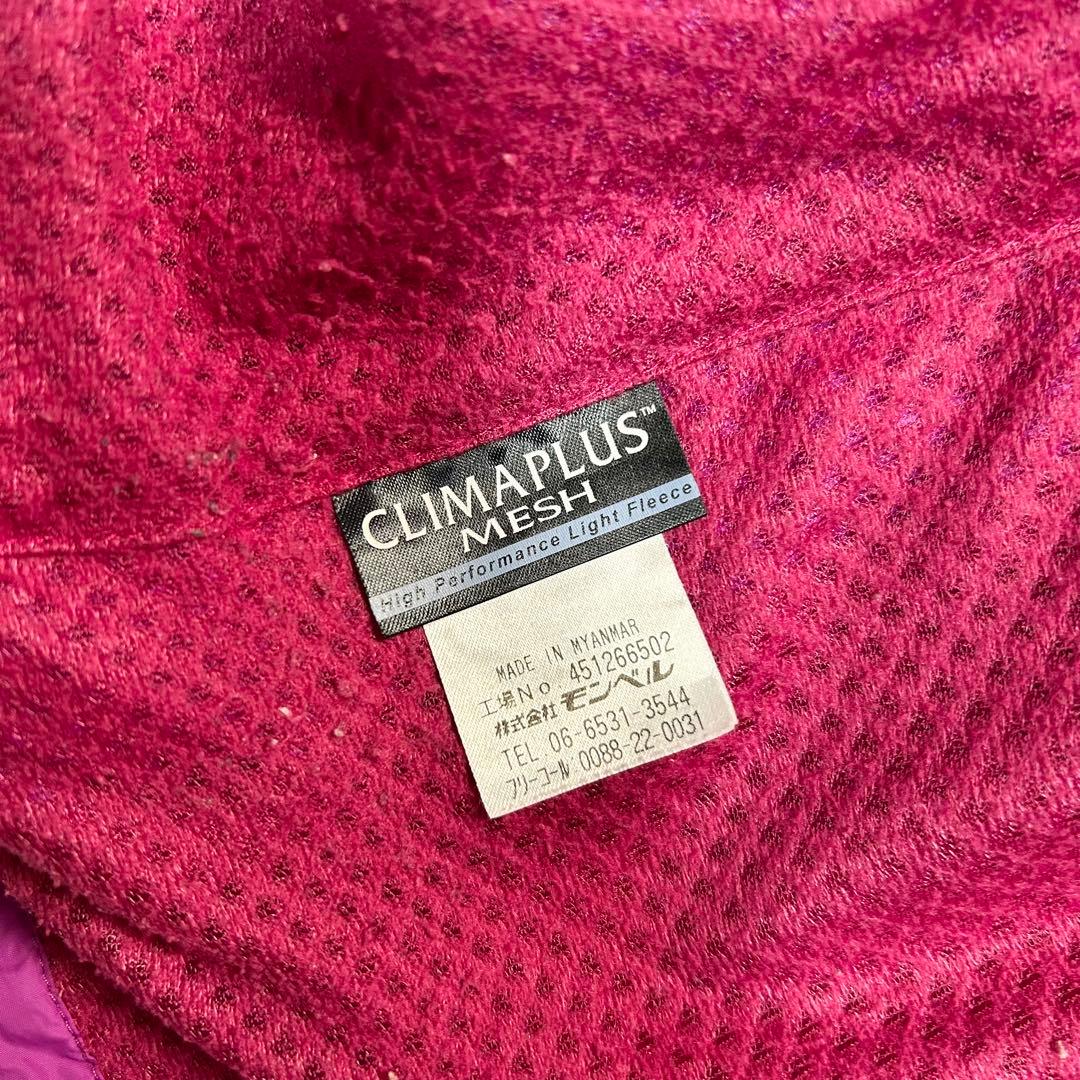 CLIMAPLUS™
MESH
High Performance Light Fleece
MADE IN MYANMAR
工場No 451266502
株式会社 モンベル
TEL 06-6531-3544
フリーコール 0088-22-0031